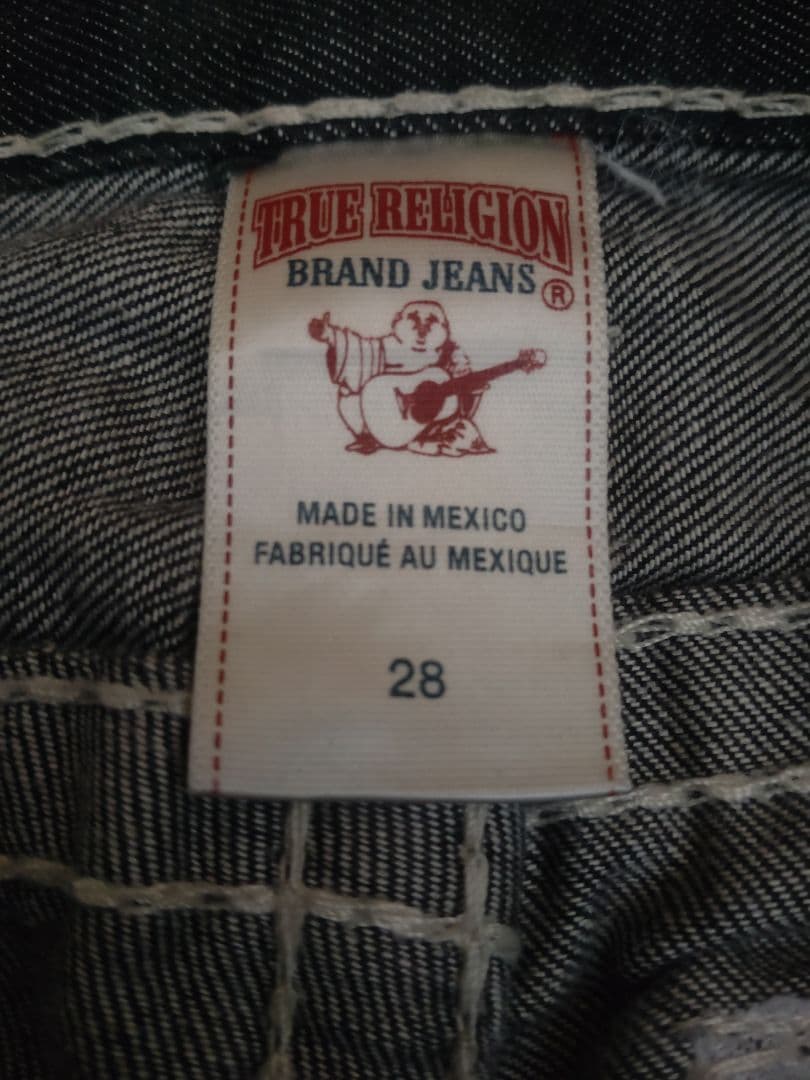 TRUE RELIGION
BRAND JEANS®
MADE IN MEXICO
FABRIQUÉ AU MEXIQUE
28